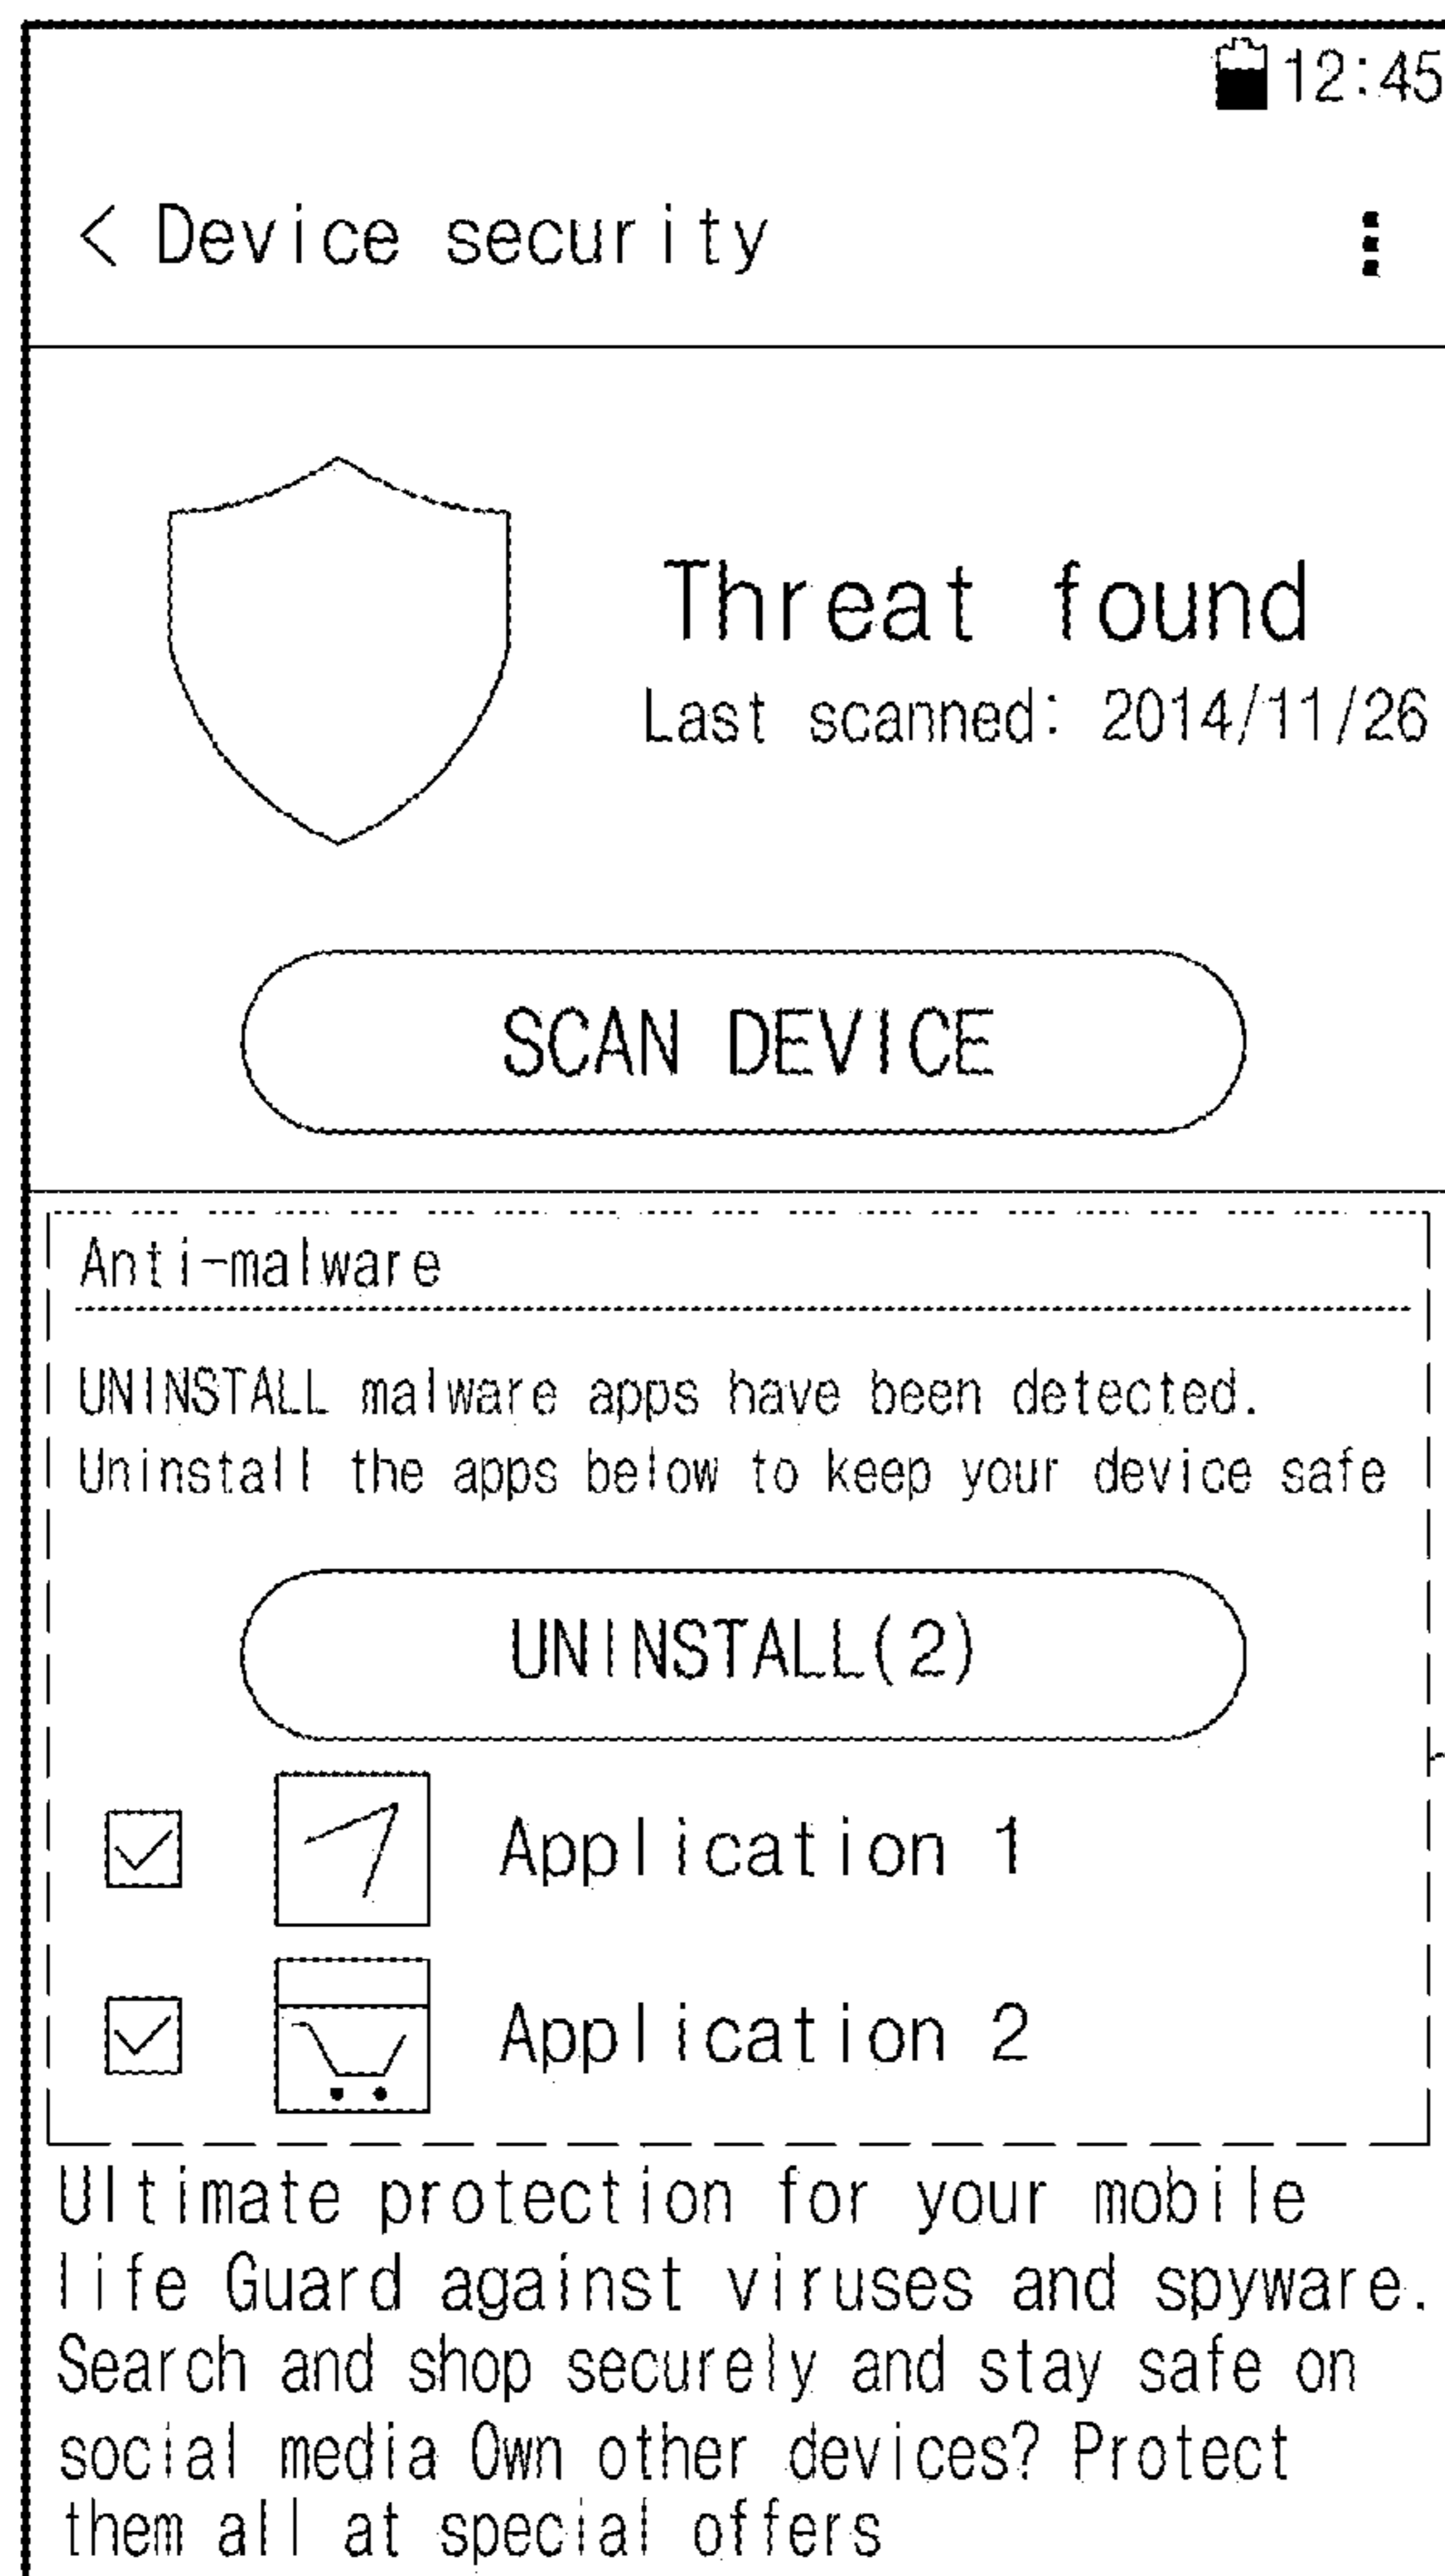 12:45
< Device security
Threat found
Last scanned: 2014/11/26
SCAN DEVICE
Anti-malware
UNINSTALL malware apps have been detected.
Uninstall the apps below to keep your device safe
UNINSTALL(2)
Application 1
Application 2
Ultimate protection for your mobile
life Guard against viruses and spyware.
Search and shop securely and stay safe on
social media Own other devices? Protect
them all at special offers